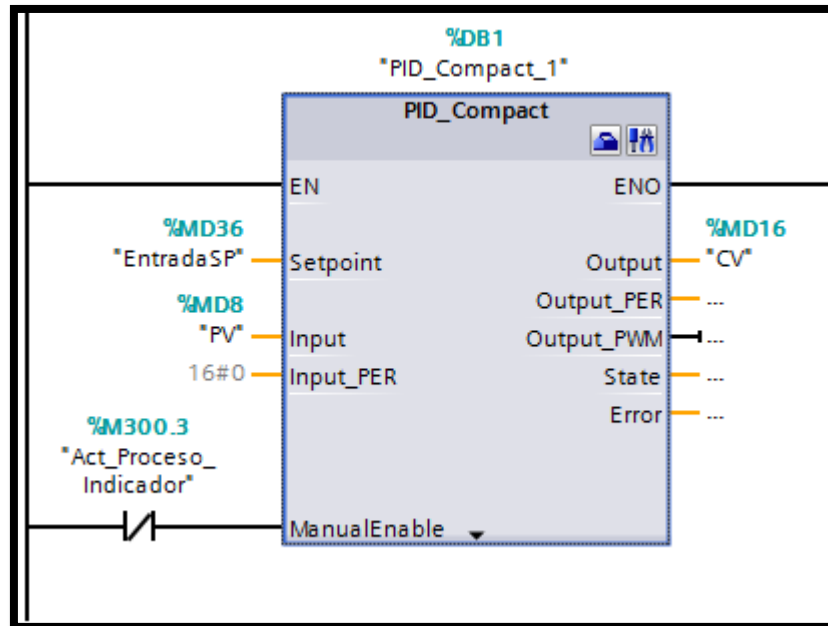 %DB1
"PID_Compact_1"
PID_Compact
EN ENO
%MD36
"EntradaSP" Setpoint
%MD16
Output "CV"
Output_PER ...
%MD8
"PV" Input
Output_PWM ...
16#0 Input_PER
State ...
Error ...
%M300.3
"Act_Proceso_
Indicador"
ManualEnable